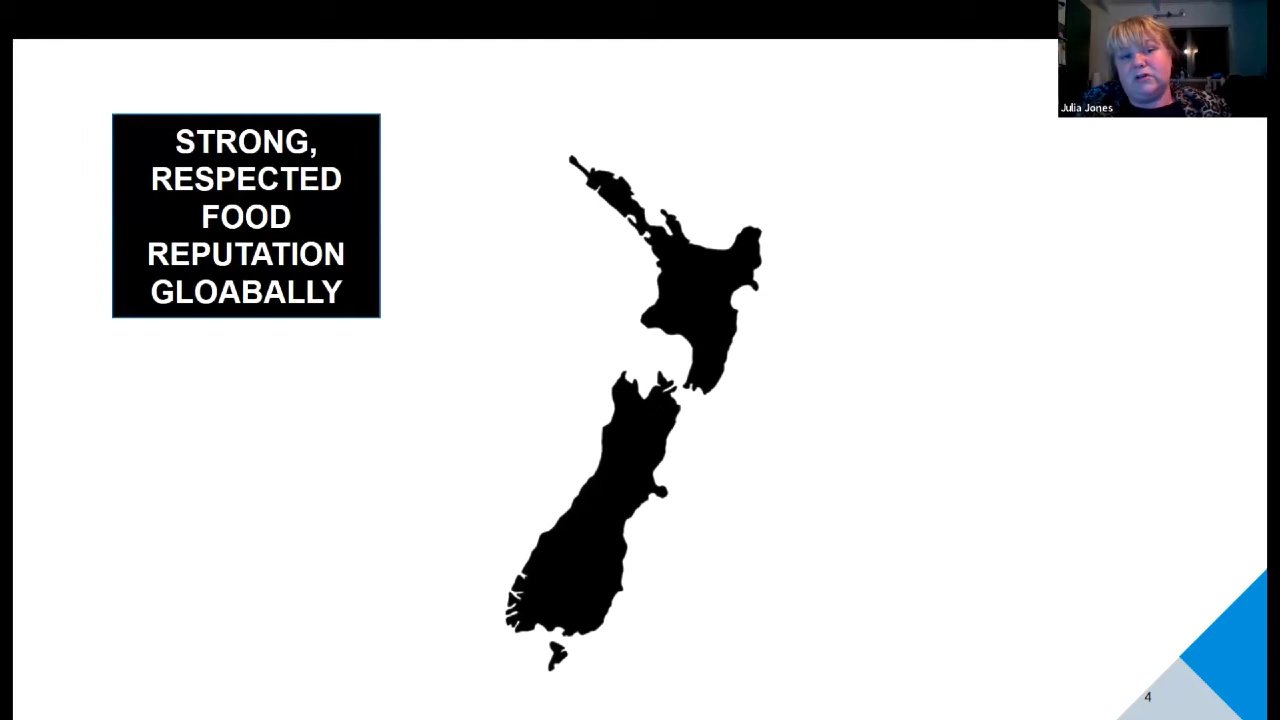 Julia Jones
STRONG,
RESPECTED
FOOD
REPUTATION
GLOABALLY
4